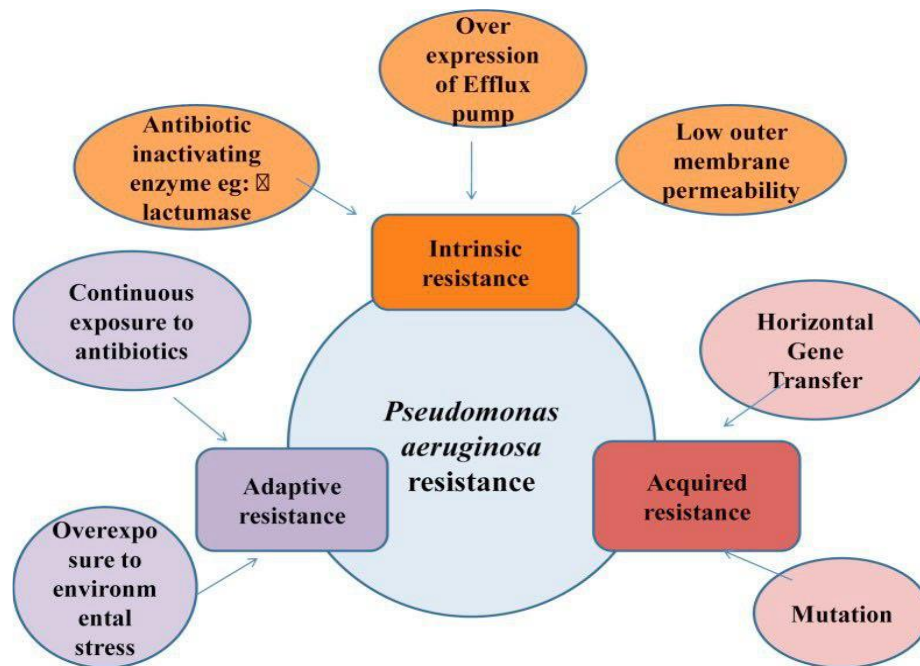 Over
expression
of Efflux
pump
Antibiotic
inactivating
enzyme eg: 
lactumase
Low outer
membrane
permeability
Intrinsic
resistance
Continuous
exposure to
antibiotics
Horizontal
Gene
Transfer
Pseudomonas
aeruginosa
resistance
Adaptive
resistance
Acquired
resistance
Overexpo
sure to
environm
ental
stress
Mutation